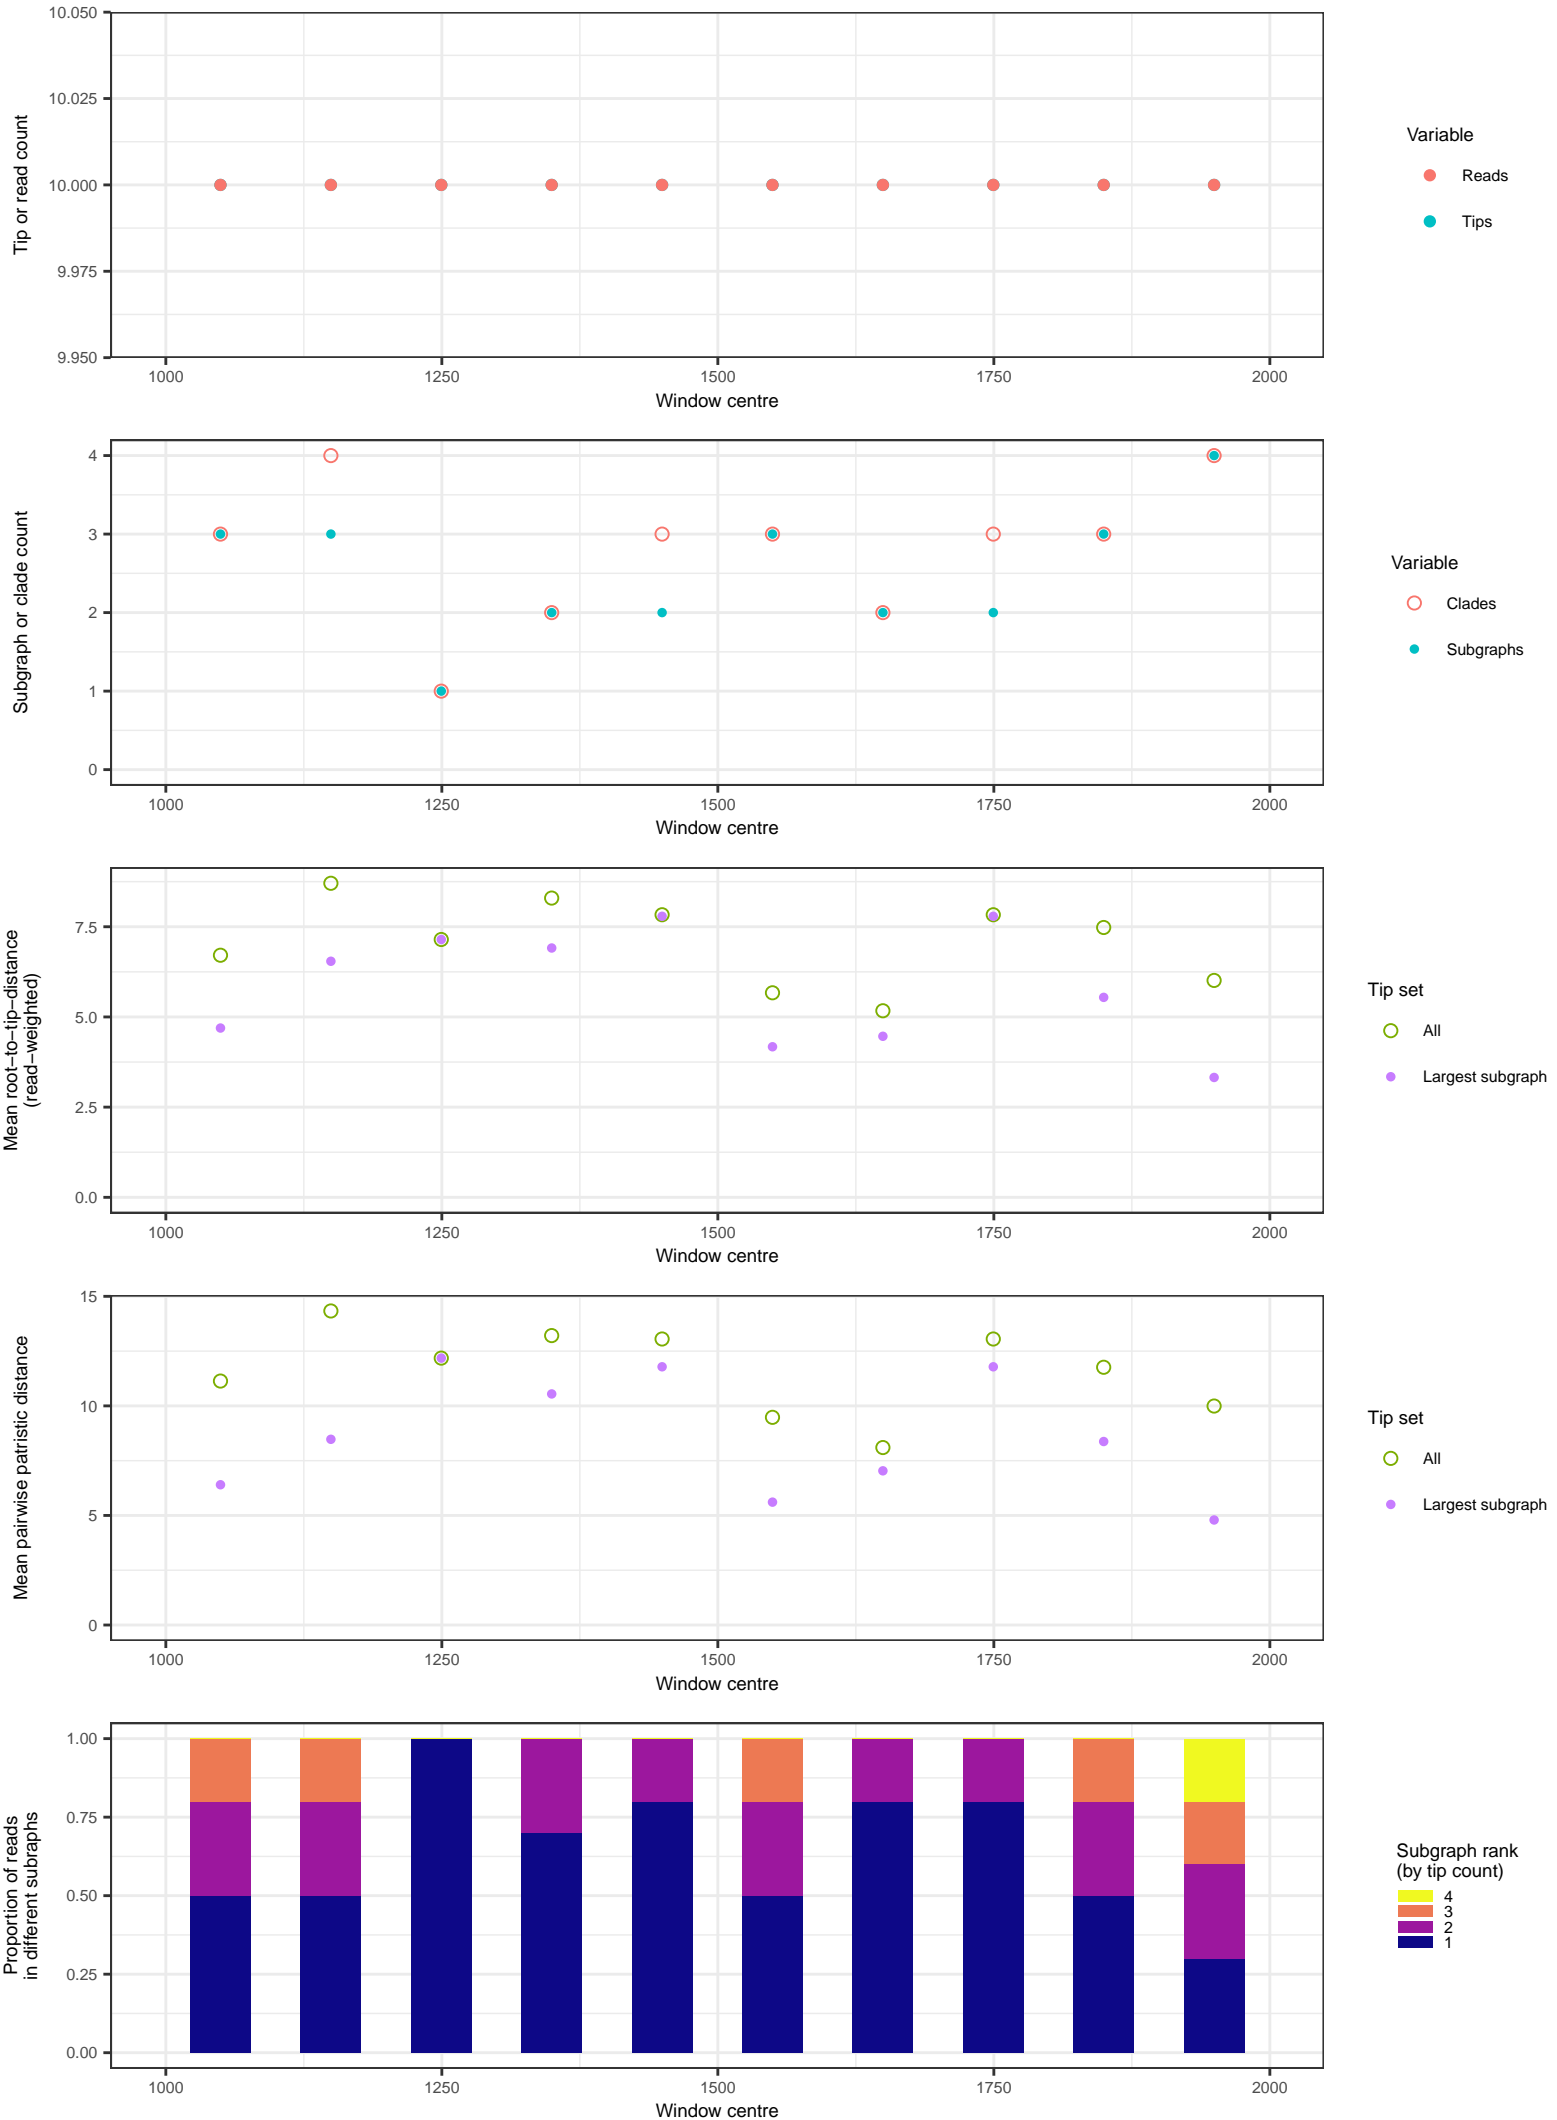 10.050
10.025
10.000
9.975
9.950
Tip or read count
1000 1250 1500 1750 2000
Window centre
Variable
Reads
Tips
4
3
2
1
0
Subgraph or clade count
1000 1250 1500 1750 2000
Window centre
Variable
Clades
Subgraphs
7.5
5.0
2.5
0.0
Mean root−to−tip−distance
(read−weighted)
1000 1250 1500 1750 2000
Window centre
Tip set
All
Largest subgraph
15
10
5
0
Mean pairwise patristic distance
1000 1250 1500 1750 2000
Window centre
Tip set
All
Largest subgraph
1.00
0.75
0.50
0.25
0.00
Proportion of reads
in different subraphs
1000 1250 1500 1750 2000
Window centre
Subgraph rank
(by tip count)
4
3
2
1